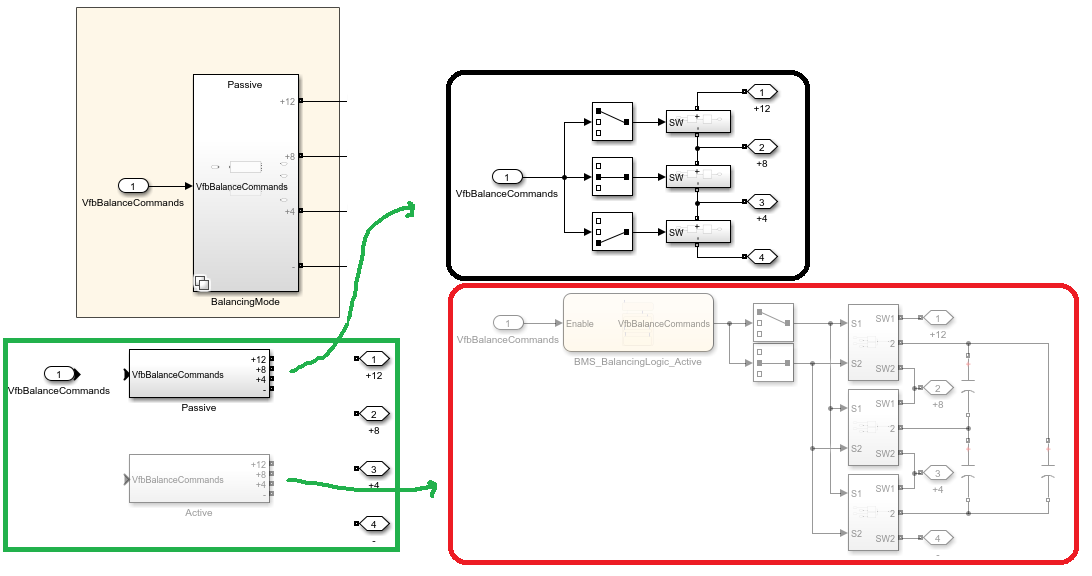 Passive
+12
+8
1
VfbBalanceCommands
VfbBalanceCommands
+4
-
BalancingMode
1
+12
SW
2
+8
1
SW
VfbBalanceCommands
3
+4
SW
4
1
VfbBalanceCommands
VfbBalanceCommands
+12
+8
+4
-
Passive
1
+12
2
+8
VfbBalanceCommands
+12
+8
+4
-
Active
3
+4
4
-
1
VfbBalanceCommands
Enable
VfbBalanceCommands
BMS_BalancingLogic_Active
S1
S2
SW1
2
SW2
1
+12
S1
S2
SW1
2
SW2
2
+8
S1
S2
SW1
2
SW2
3
+4
4
-